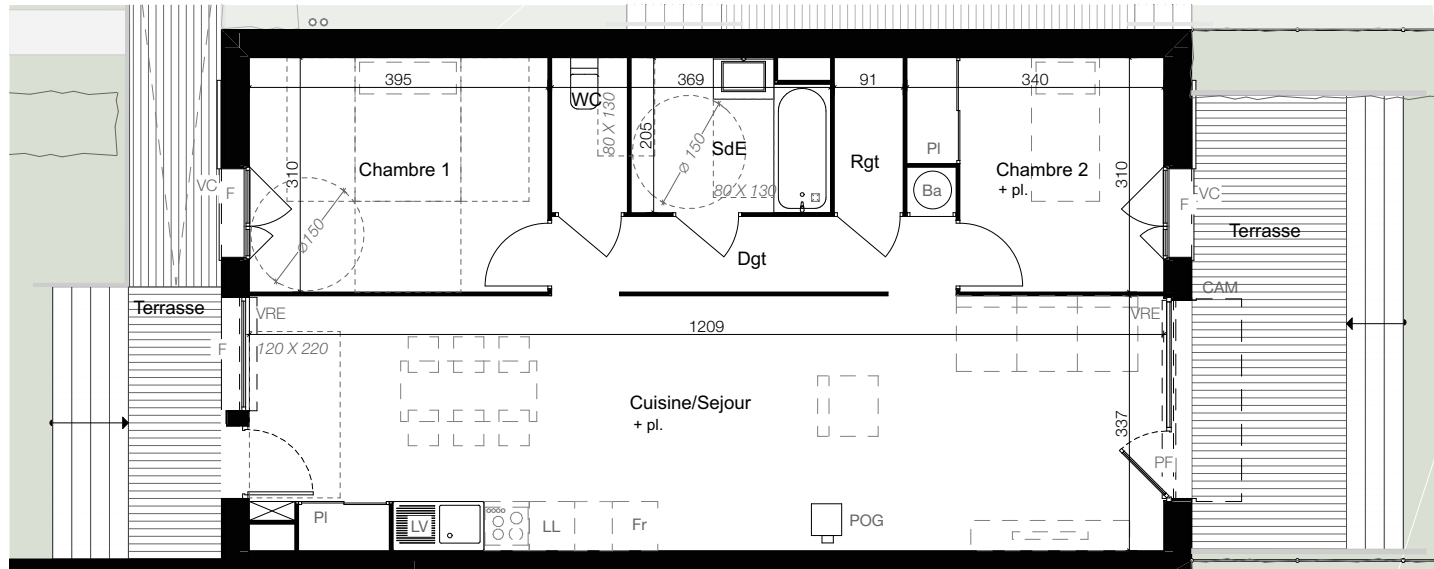 395
369
91
340
WC
80 X 130
205
Ø 150
SdE
80 X 130
Rgt
Pl
Ba
Chambre 1
310
Chambre 2
+ pl.
310
VC
F
F
VC
Ø150
Dgt
Terrasse
Terrasse
CAM
VRE
VRE
1209
F
120 X 220
Cuisine/Sejour
+ pl.
337
PF
Pl
LV
LL
Fr
POG